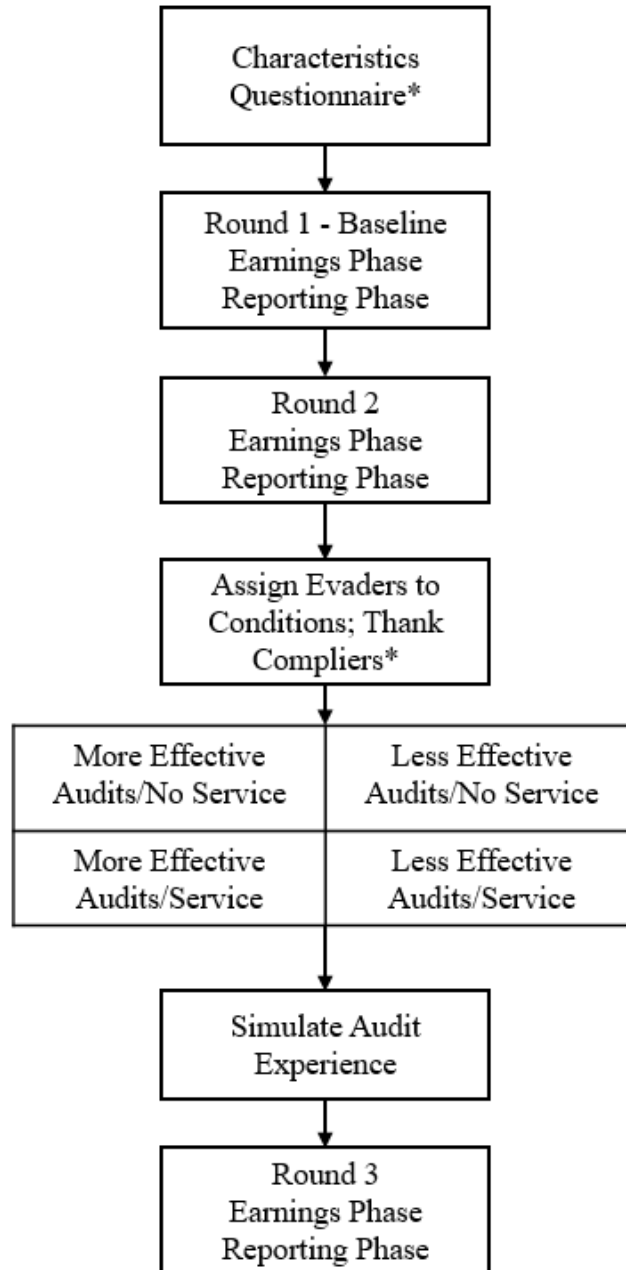 Characteristics
Questionnaire*
Round 1 - Baseline
Earnings Phase
Reporting Phase
Round 2
Earnings Phase
Reporting Phase
Assign Evaders to
Conditions; Thank
Compliers*
More Effective
Audits/No Service
Less Effective
Audits/No Service
More Effective
Audits/Service
Less Effective
Audits/Service
Simulate Audit
Experience
Round 3
Earnings Phase
Reporting Phase